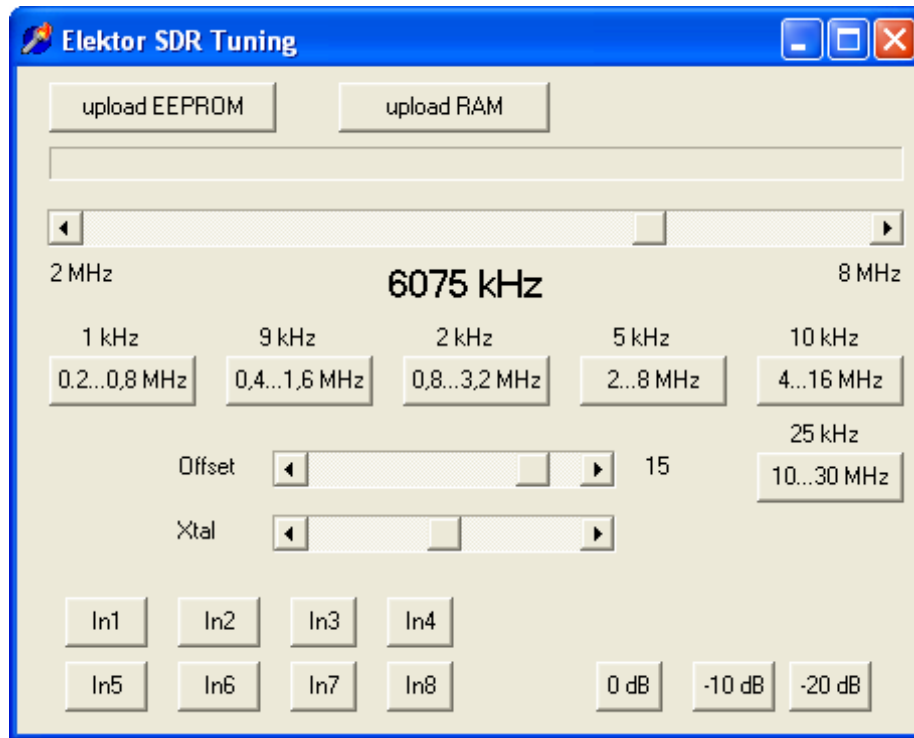 Elektor SDR Tuning
upload EEPROM upload RAM
2 MHz 6075 kHz 8 MHz
1 kHz 9 kHz 2 kHz 5 kHz 10 kHz
0.2...0,8 MHz 0,4...1,6 MHz 0,8...3,2 MHz 2...8 MHz 4...16 MHz
25 kHz
Offset 15 10...30 MHz
Xtal
In1 In2 In3 In4
In5 In6 In7 In8 0 dB -10 dB -20 dB